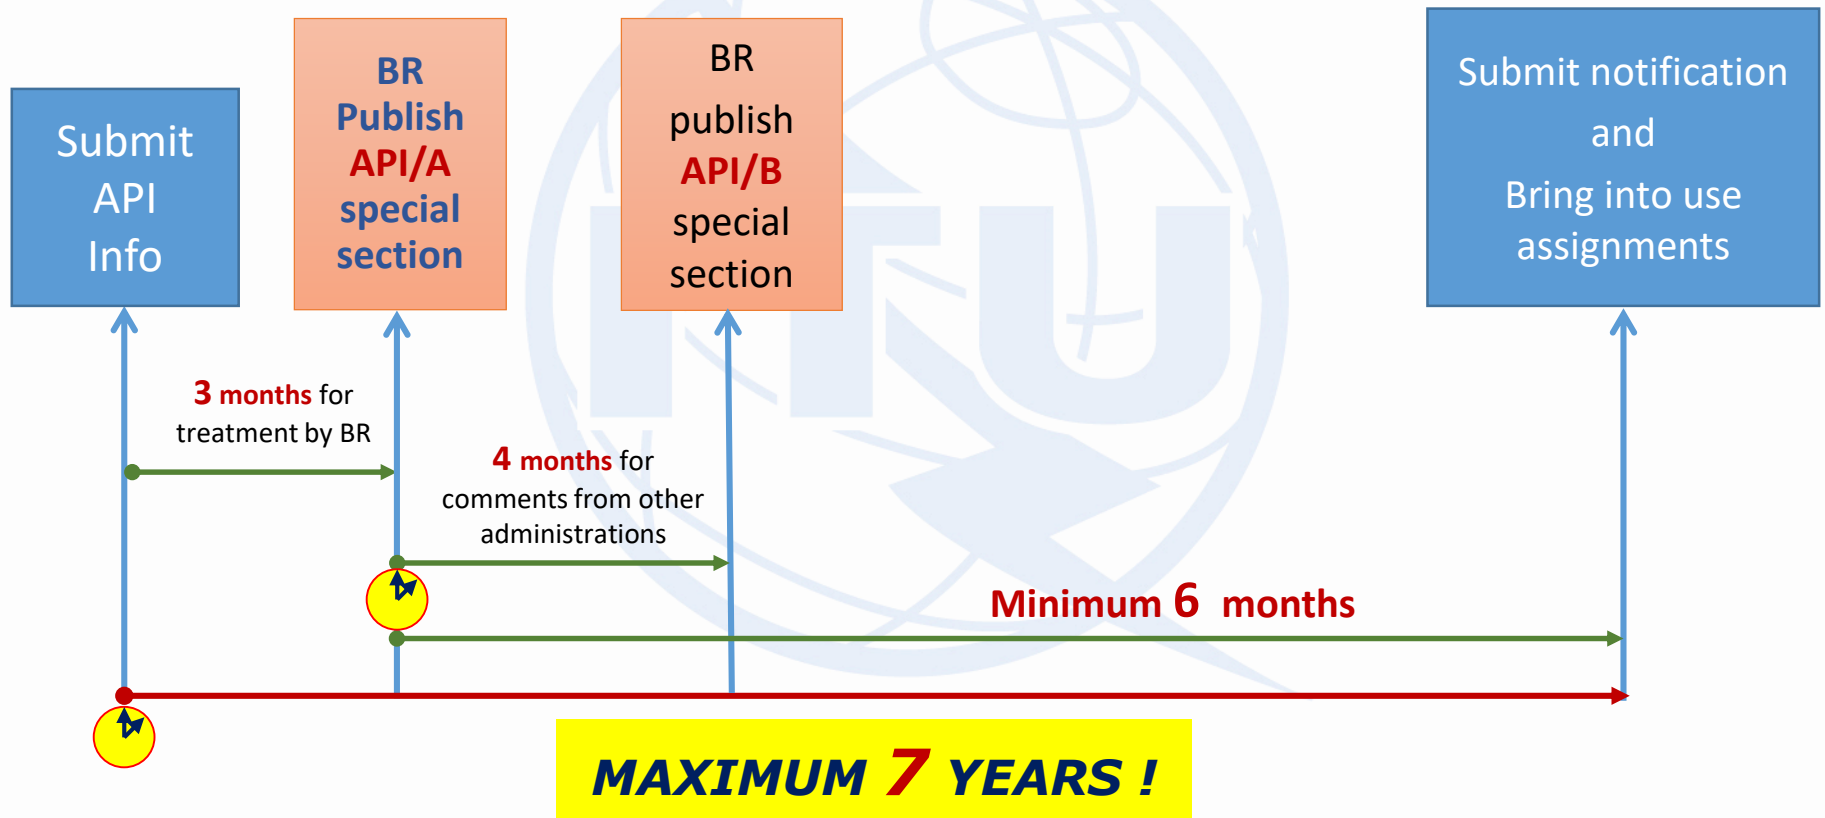 Submit
API
Info
BR
Publish
API/A
special
section
BR
publish
API/B
special
section
Submit notification
and
Bring into use
assignments
3 months for
treatment by BR
4 months for
comments from other
administrations
Minimum 6 months
MAXIMUM 7 YEARS !
ITU